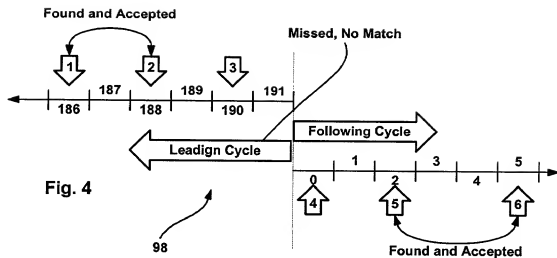 Found and Accepted
Missed, No Match
1 2 3
187 189 191
186 188 190
Following Cycle
Leadign Cycle
1 3 5
0 2 4
Fig. 4
4 5 6
98
Found and Accepted